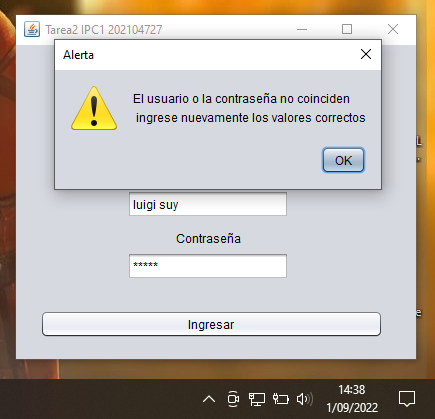 Tarea2 IPC1 202104727
Alerta
El usuario o la contraseña no coinciden
ingrese nuevamente los valores correctos
OK
luigi suy
Contraseña
*****
Ingresar
14:38
1/09/2022